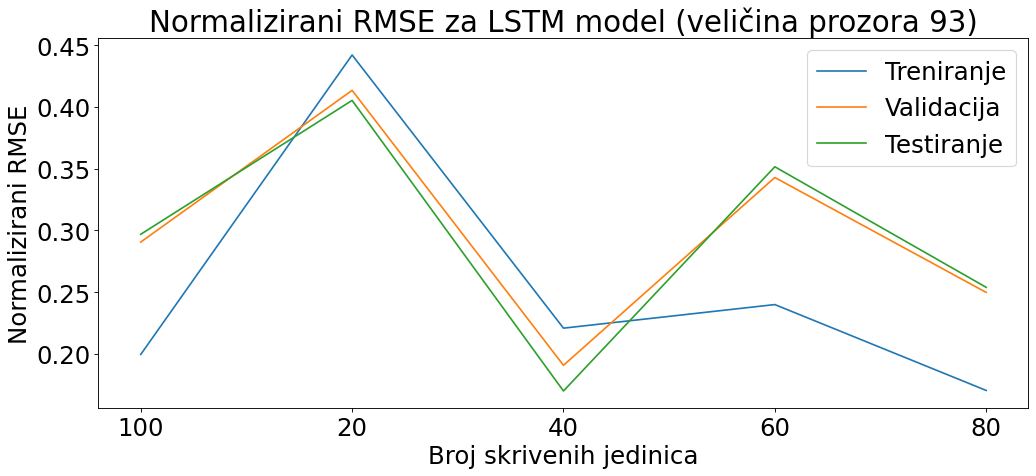 Normalizirani RMSE za LSTM model (veličina prozora 93)
Normalizirani RMSE
0.45
0.40
0.35
0.30
0.25
0.20
Treniranje
Validacija
Testiranje
100 20 40 60 80
Broj skrivenih jedinica